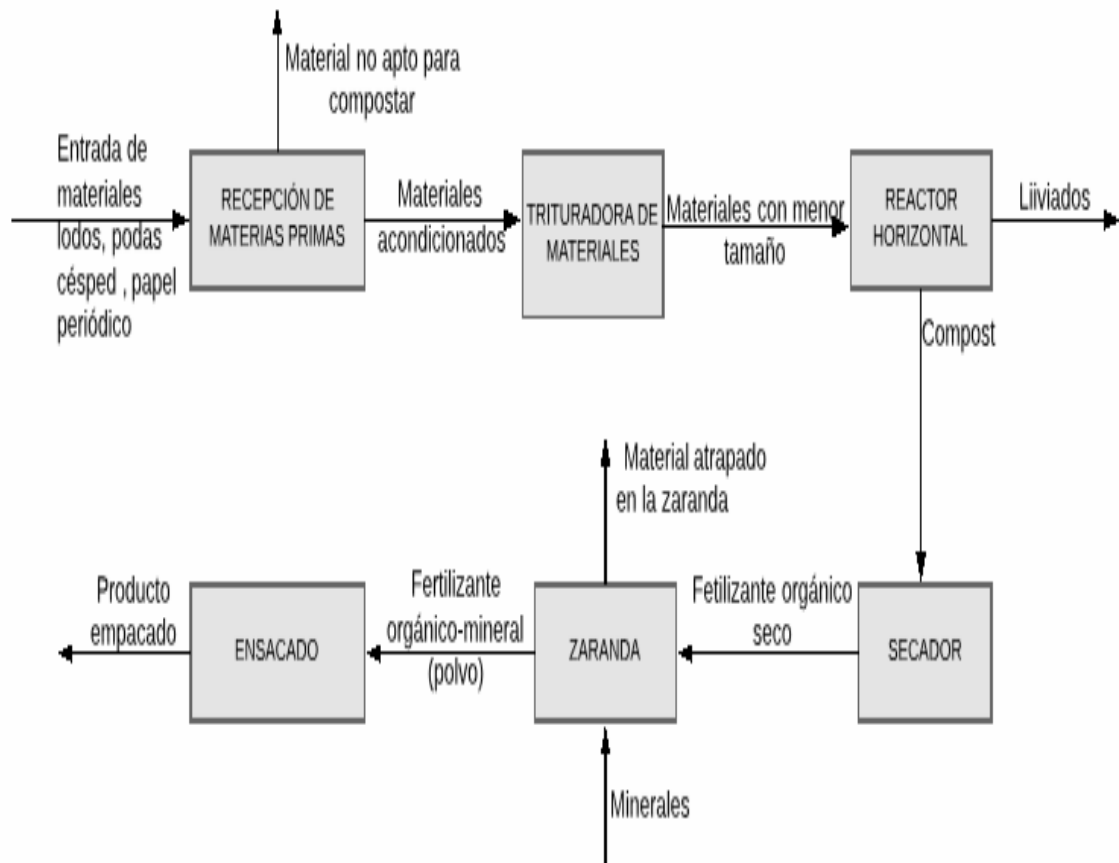 Material no apto para
compostar
Entrada de
materiales
lodos, podas
césped , papel
periódico
RECEPCIÓN DE
MATERIAS PRIMAS
Materiales
acondicionados
TRITURADORA DE
MATERIALES
Materiales con menor
tamaño
REACTOR
HORIZONTAL
Liiviados
Compost
Material atrapado
en la zaranda
Producto
empacado
ENSACADO
Fertilizante
orgánico-mineral
(polvo)
ZARANDA
Fetilizante orgánico
seco
SECADOR
Minerales